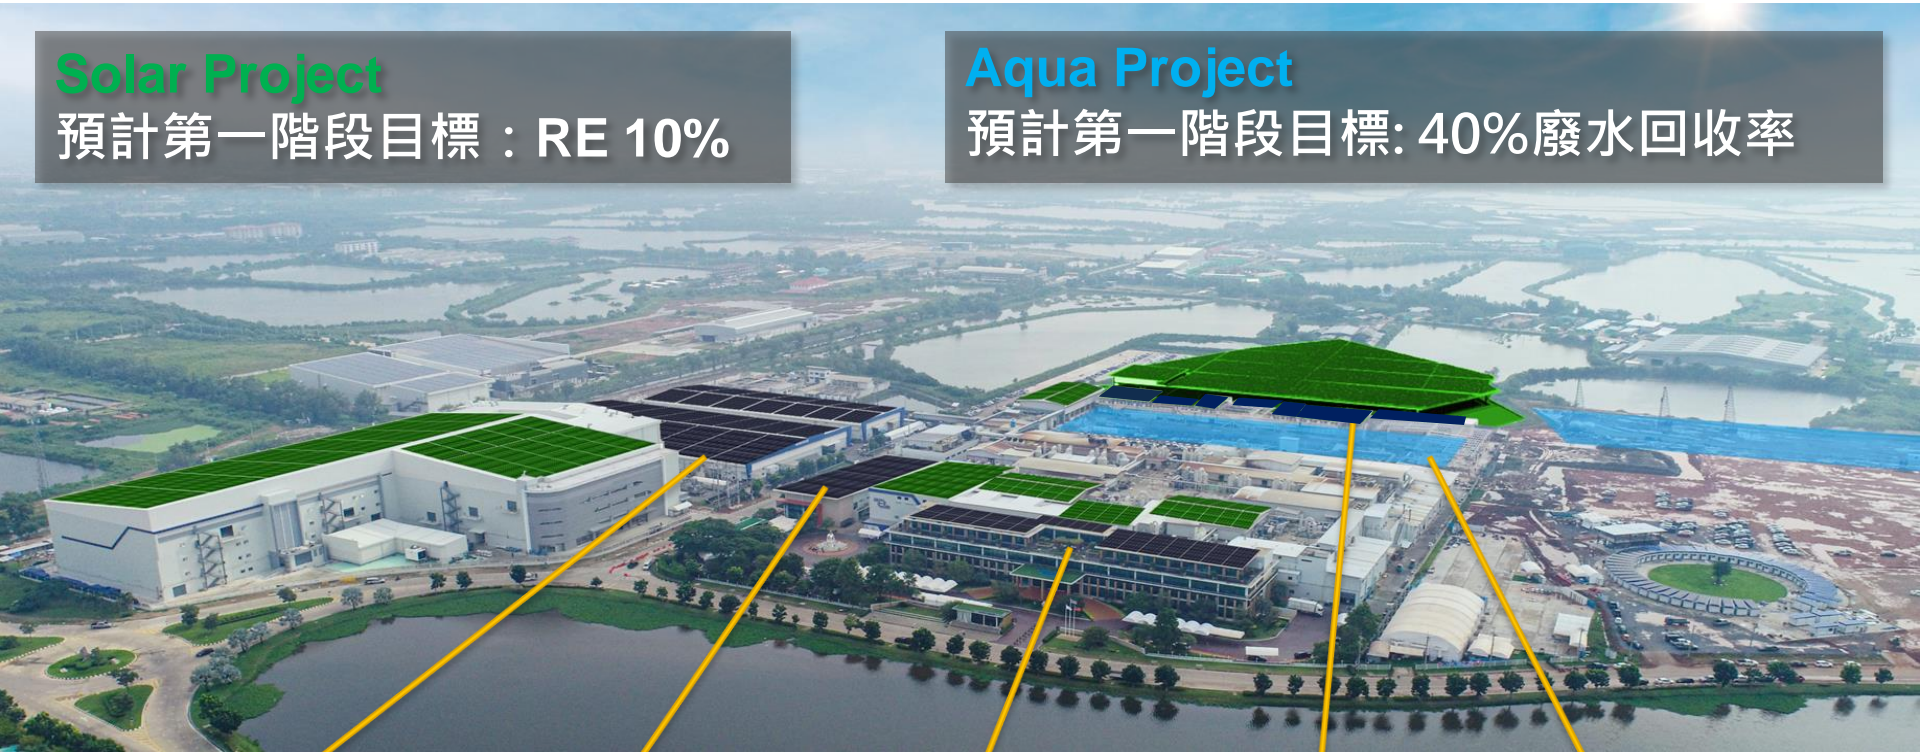 Solar Project
預計第一階段目標：RE 10%
Aqua Project
預計第一階段目標: 40%廢水回收率